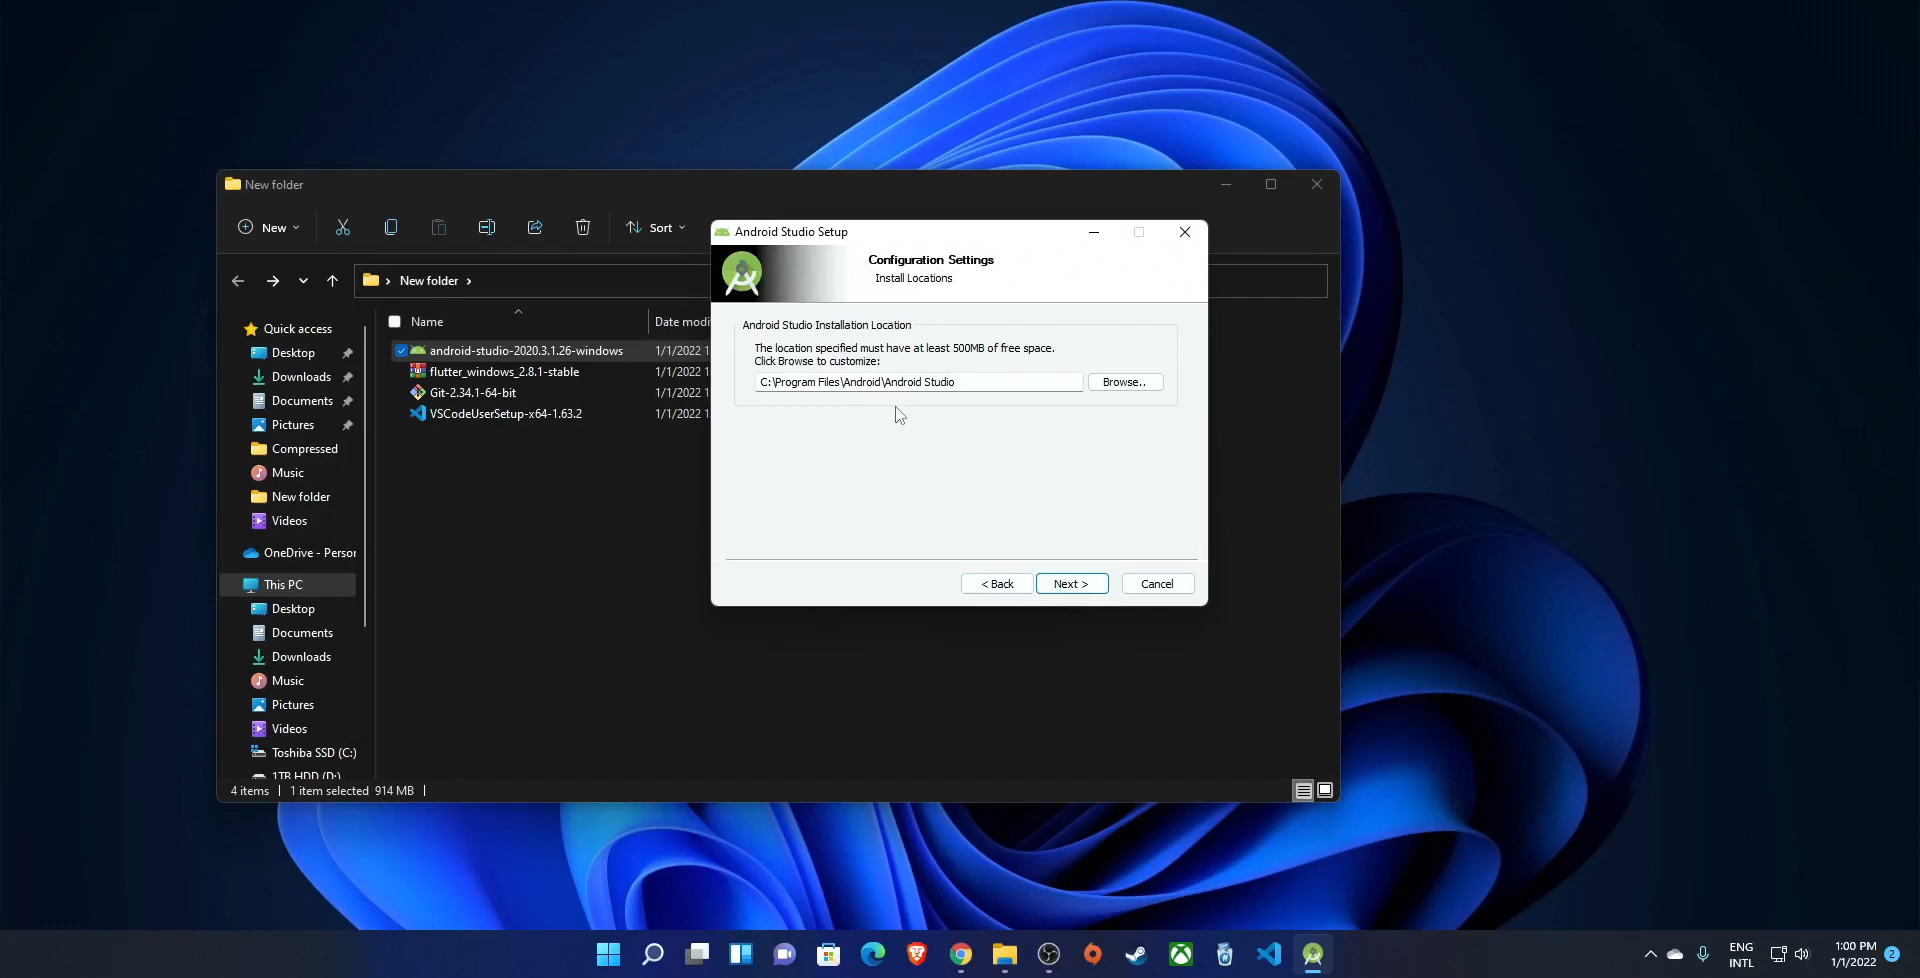 New folder
New
Sort
New folder
Name
Date modi
android-studio-2020.3.1.26-windows
1/1/2022 1
flutter_windows_2.8.1-stable
1/1/2022 1
Git-2.34.1-64-bit
1/1/2022 1
VSCodeUserSetup-x64-1.63.2
1/1/2022 1
Quick access
Desktop
Downloads
Documents
Pictures
Compressed
Music
New folder
Videos
OneDrive - Person
This PC
Desktop
Documents
Downloads
Music
Pictures
Videos
Toshiba SSD (C:)
1TB HDD (D:)
4 items
1 item selected 914 MB
Android Studio Setup
Configuration Settings
Install Locations
Android Studio Installation Location
The location specified must have at least 500MB of free space.
Click Browse to customize:
C:\Program Files\Android\Android Studio
Browse..
< Back
Next >
Cancel
ENG
INTL
1:00 PM
1/1/2022
2